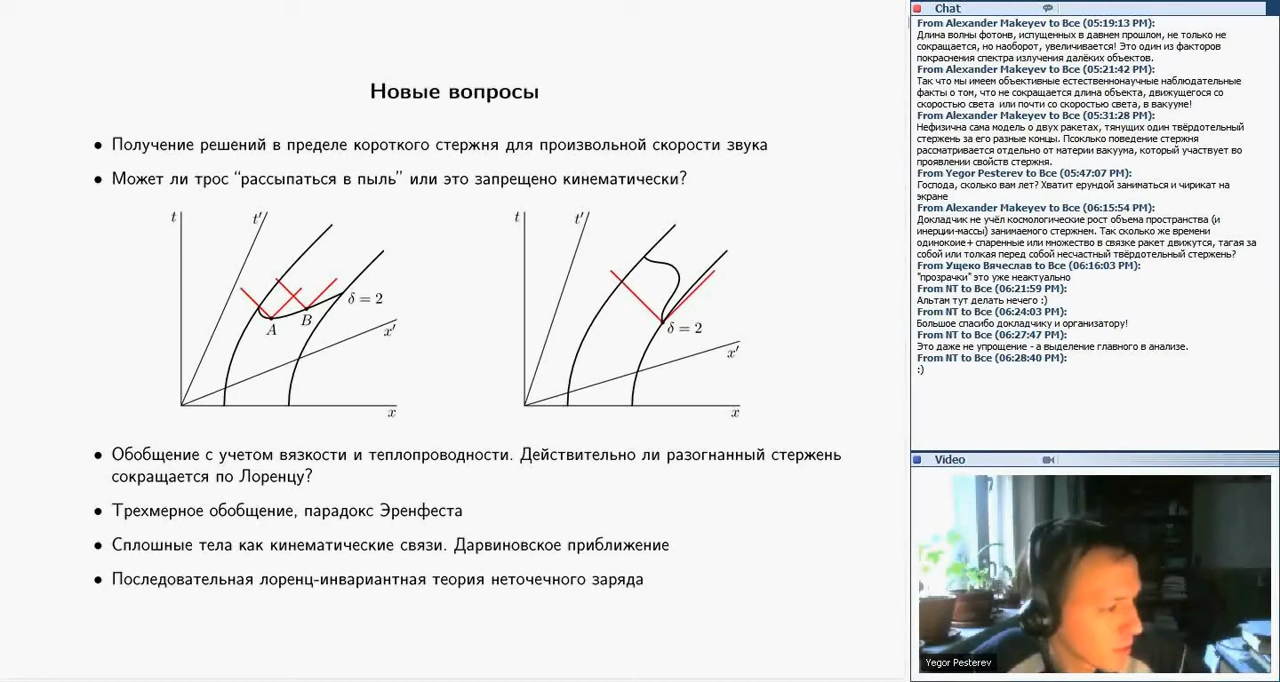 Новые вопросы
• Получение решений в пределе короткого стержня для произвольной скорости звука
• Может ли трос “рассыпаться в пыль” или это запрещено кинематически?
t
t′
δ = 2
A
B
x′
x
t
t′
δ = 2
x′
x
• Обобщение с учетом вязкости и теплопроводности. Действительно ли разогнанный стержень
сокращается по Лоренцу?
• Трехмерное обобщение, парадокс Эренфеста
• Сплошные тела как кинематические связи. Дарвиновское приближение
• Последовательная лоренц-инвариантная теория неточечного заряда
Chat
From Alexander Makeyev to Все (05:19:13 PM):
Длина волны фотонв, испущенных в давнем прошлом, не только не
сокращается, но наоборот, увеличивается! Это один из факторов
покраснения спектра излучения далёких объектов.
From Alexander Makeyev to Все (05:21:42 PM):
Так что мы имеем объективные естественнонаучные наблюдательные
факты о том, что не сокращается длина объекта, движущегося со
скоростью света или почти со скоростью света, в вакууме!
From Alexander Makeyev to Все (05:31:28 PM):
Нефизична сама модель о двух ракетах, тянущих один твёрдотельный
стержень за его разные концы. Псокльку поведение стержня
рассматривается отдельно от материи вакуума, который участвует во
проявлении свойств стержня.
From Yegor Pesterev to Все (05:47:07 PM):
Господа, сколько вам лет? Хватит ерундой заниматься и чирикат на
экране
From Alexander Makeyev to Все (06:15:54 PM):
Докладчик не учёл космологические рост объема пространства (и
инерции-массы) занимаемого стержнем. Так сколько же времени
одинокоие+ спаренные или множество в связке ракет движутся, тагая за
собой или толкая перед собой несчастный твёрдотельный стержень?
From Ущеко Вячеслав to Все (06:16:03 PM):
"прозрачки" это уже неактуально
From NT to Все (06:21:59 PM):
Альтам тут делать нечего :)
From NT to Все (06:24:03 PM):
Большое спасибо докладчику и организатору!
From NT to Все (06:27:47 PM):
Это даже не упрощение - а выделение главного в анализе.
From NT to Все (06:28:40 PM):
:)
Video
Yegor Pesterev